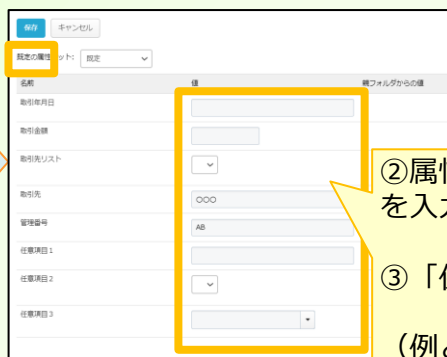 保存 キャンセル
既定の属性セット: 既定
名前 値 親フォルダからの値
取引年月日
取引金額
取引先リスト
取引先 〇〇〇
管理番号 AB
任意項目1
任意項目2
任意項目3
②属性
を入力
③「
（例